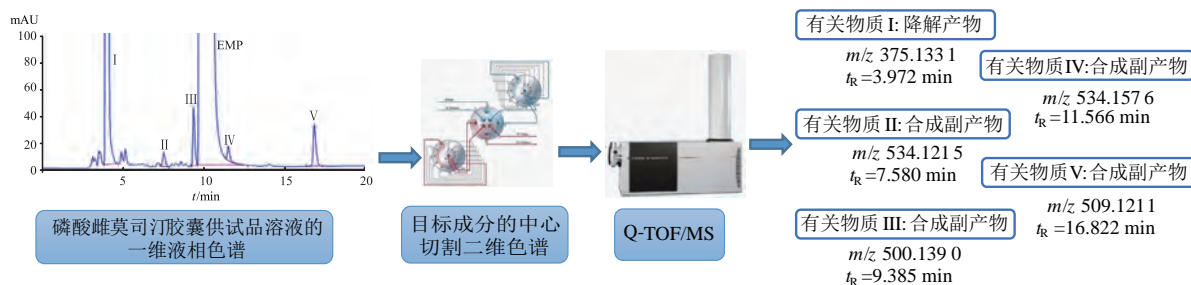 mAU
100
80
60
40
20
0
I
II
III
EMP
IV
V
5
10
15
20
t/min
磷酸雌莫司汀胶囊供试品溶液的
一维液相色谱
目标成分的中心
切割二维色谱
Q-TOF/MS
有关物质 I: 降解产物
m/z 375.133 1
tR=3.972 min
有关物质 II: 合成副产物
m/z 534.121 5
tR=7.580 min
有关物质 III: 合成副产物
m/z 500.139 0
tR=9.385 min
有关物质IV:合成副产物
m/z 534.157 6
tR=11.566 min
有关物质V:合成副产物
m/z 509.1211
tR=16.822 min